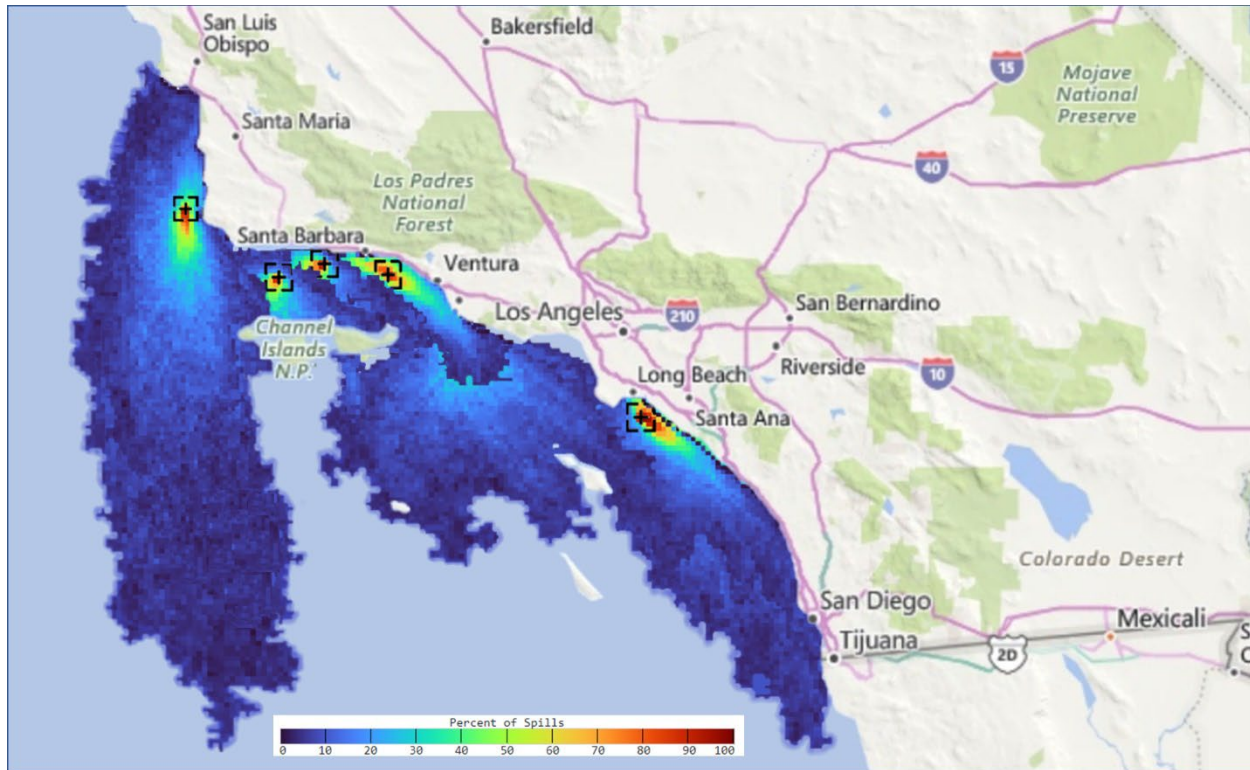 San Luis
Obispo
Bakersfield
15
Mojave
National
Preserve
Santa Maria
40
Los Padres
National
Forest
Santa Barbara
Ventura
Los Angeles
210
San Bernardino
Channel
Islands
N.P.
Riverside
10
Long Beach
Santa Ana
Colorado Desert
San Diego
Mexicali
Tijuana
2D
S
C
Percent of Spills
0 10 20 30 40 50 60 70 80 90 100